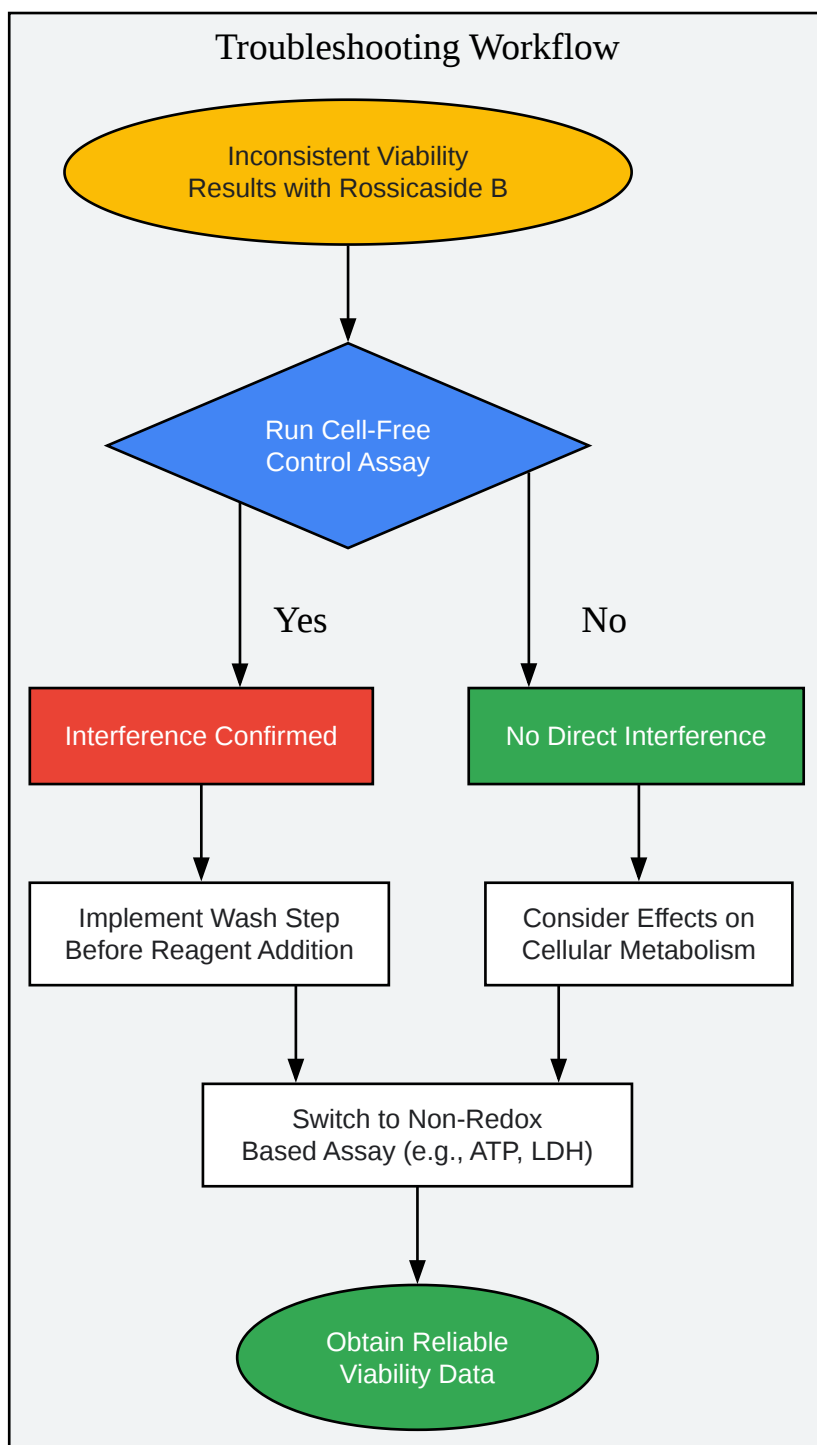 Troubleshooting Workflow
Inconsistent Viability
Results with Rossicaside B
Run Cell-Free
Control Assay
Yes
No
Interference Confirmed
No Direct Interference
Implement Wash Step
Before Reagent Addition
Consider Effects on
Cellular Metabolism
Switch to Non-Redox
Based Assay (e.g., ATP, LDH)
Obtain Reliable
Viability Data